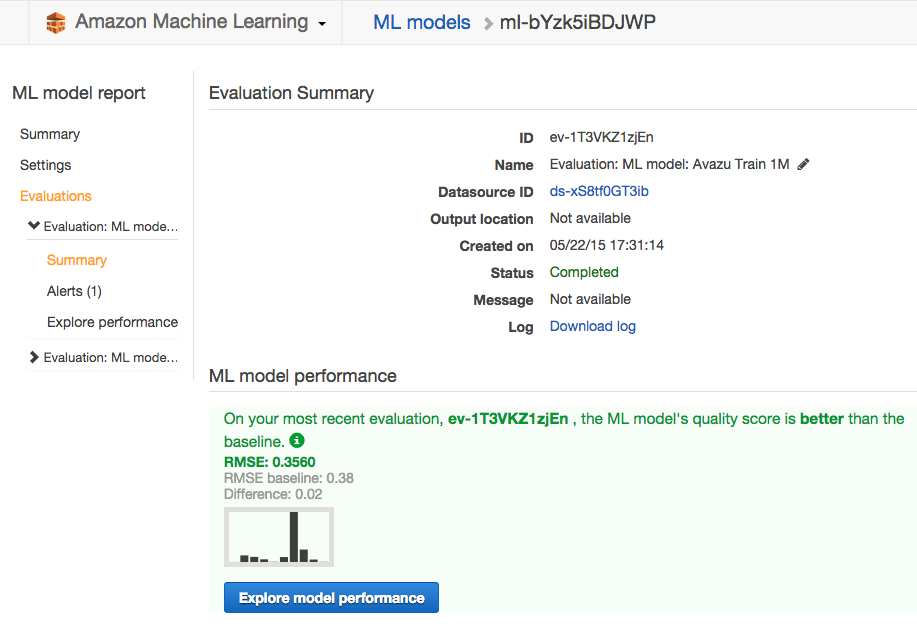 Amazon Machine Learning
ML models
ml-bYzk5iBDJWP
ML model report
Summary
Settings
Evaluations
Evaluation: ML mode...
Summary
Alerts (1)
Explore performance
Evaluation: ML mode...
Evaluation Summary
ID ev-1T3VKZ1zjEn
Name Evaluation: ML model: Avazu Train 1M
Datasource ID ds-xS8tf0GT3ib
Output location Not available
Created on 05/22/15 17:31:14
Status Completed
Message Not available
Log Download log
ML model performance
On your most recent evaluation, ev-1T3VKZ1zjEn , the ML model's quality score is better than the
baseline.
RMSE: 0.3560
RMSE baseline: 0.38
Difference: 0.02
Explore model performance